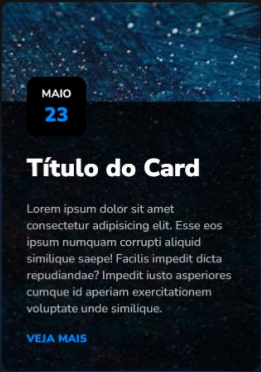 MAIO
23
Título do Card
Lorem ipsum dolor sit amet
consectetur adipisicing elit. Esse eos
ipsum numquam corrupti aliquid
similique saepe! Facilis impedit dicta
repudiandae? Impedit iusto asperiores
cumque id aperiam exercitationem
voluptate unde similique.
VEJA MAIS